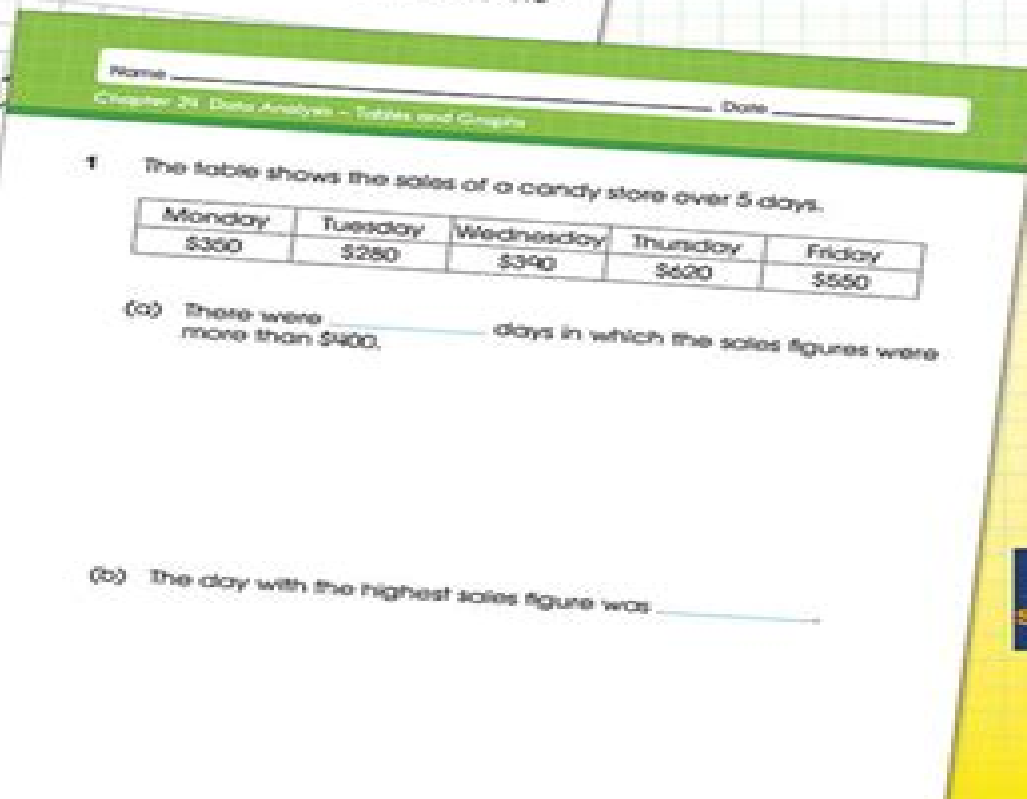 Name Date
Chapter 24 Data Analysis – Tables and Graphs
1 The table shows the sales of a candy store over 5 days.
Monday Tuesday Wednesday Thursday Friday
$350 $280 $390 $620 $550
(a) There were days in which the sales figures were
more than $400.
(b) The day with the highest sales figure was .